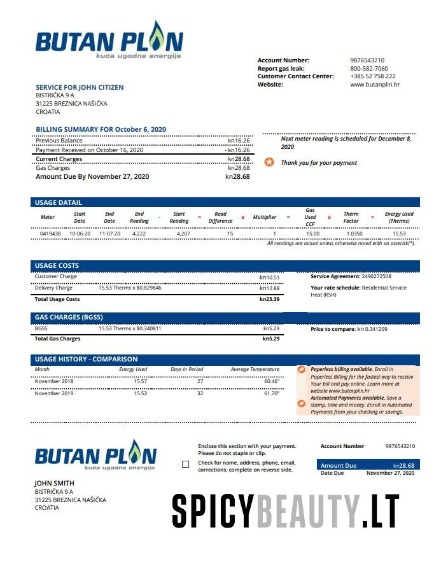 BUTAN PLIN
kuća ugodne energije
Account Number: 9876543210
Report gas leak: 800-582-7060
Customer Contact Center: +385 52 758 222
Website: www.butanplin.hr
SERVICE FOR JOHN CITIZEN
BISTRIČKA 9 A
31225 BREZNICA NAŠIČKA
CROATIA
BILLING SUMMARY FOR October 6, 2020
Previous Balance kn16.26
Payment Received on October 16, 2020 - kn16.26
Current Charges kn28.68
Gas Charges kn28.68
Amount Due By November 27, 2020 kn28.68
Next meter reading is scheduled for December 8,
2020
Thank you for your payment
USAGE DATAIL
Meter Start Date End Date End Reading - Start Reading = Read Difference x Multiplier = Gas Used CCF x Therm Factor = Energy Used (Therms)
0419408 10-06-20 11-07-20 4,222 4,207 15 1 15.00 1.0350 15.53
All readings are actual unless otherwise noted with an asterisk(*).
USAGE COSTS
Customer Charge kn10.51
Delivery Charge 15.53 Therms x $0.829846 kn12.88
Total Usage Costs kn23.39
Service Agreement: 2490272508
Your rate schedule: Residential Service
Heat (RSH)
GAS CHARGES (BGSS)
BGSS 15.53 Therms x $0.340811 kn5.29
Total Gas Charges kn5.29
Price to compare: kn 0.341209
USAGE HISTORY - COMPARISON
Month Energy Used Days in Period Average Temperature
November 2018 15.57 27 60.46°
November 2019 15.53 32 61.70°
Paperless billing available. Enroll in
Paperless Billing for the fastest way to receive
Your bill and pay online. Learn more at
website www.butanplin.hr
Automated Payments available. Save a
stamp, time and money. Enroll in Automated
Payments from your checking or savings.
BUTAN PLIN
kuća ugodne energije
Enclose this section with your payment.
Please do not staple or clip.
Check for name, address, phone, email,
corrections; complete on reverse side.
Account Number 9876543210
Amount Due kn28.68
Date Due November 27, 2020
JOHN SMITH
BISTRIČKA 9 A
31225 BREZNICA NAŠIČKA
CROATIA
SPICYBEAUTY.LT